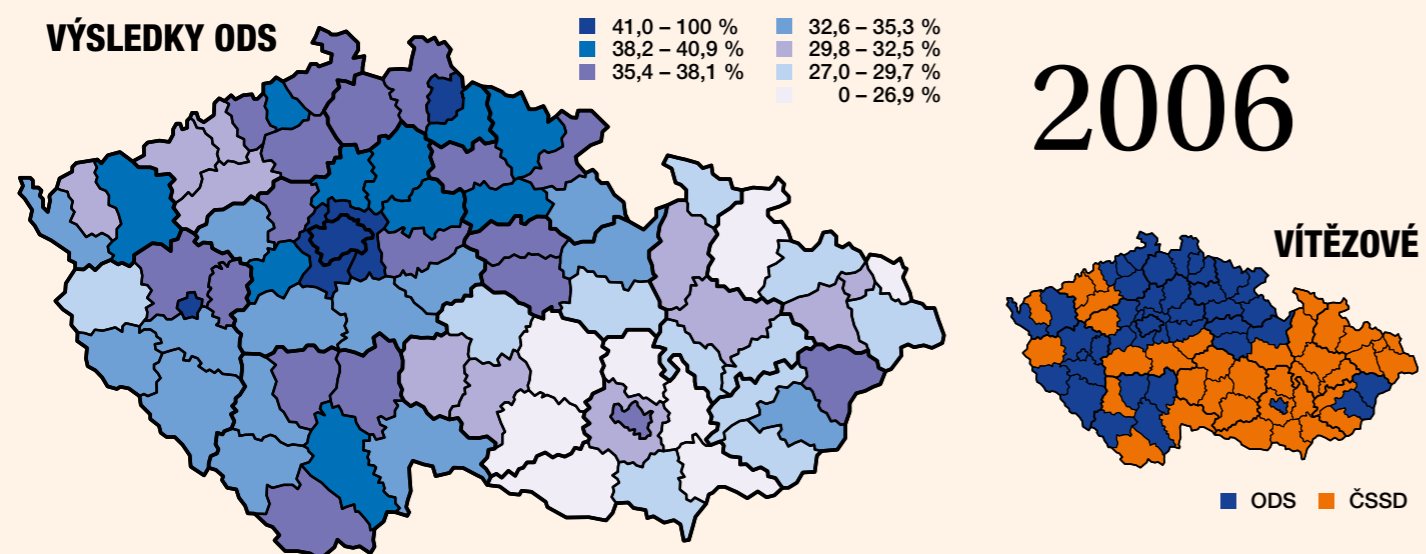 VÝSLEDKY ODS
41,0 – 100 %
38,2 – 40,9 %
35,4 – 38,1 %
32,6 – 35,3 %
29,8 – 32,5 %
27,0 – 29,7 %
0 – 26,9 %
2006
VÍTĚZOVÉ
ODS ČSSD